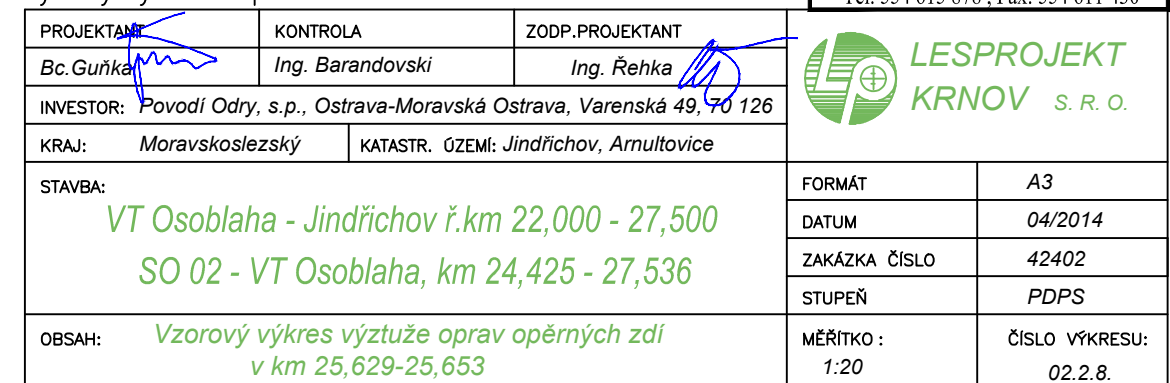 PROJEKTANT KONTROLA ZODP.PROJEKTANT
Bc.Guňka Ing. Barandovski Ing. Řehka
LESPROJEKT
KRNOV S. R. O.
INVESTOR: Povodí Odry, s.p., Ostrava-Moravská Ostrava, Varenská 49, 70 126
KRAJ: Moravskoslezský KATASTR. ÚZEMÍ: Jindřichov, Arnultovice
STAVBA:
VT Osoblaha - Jindřichov ř.km 22,000 - 27,500
SO 02 - VT Osoblaha, km 24,425 - 27,536
FORMÁT A3
DATUM 04/2014
ZAKÁZKA ČÍSLO 42402
STUPEŇ PDPS
OBSAH: Vzorový výkres výztuže oprav opěrných zdí
v km 25,629-25,653
MĚŘÍTKO :
1:20
ČÍSLO VÝKRESU:
02.2.8.